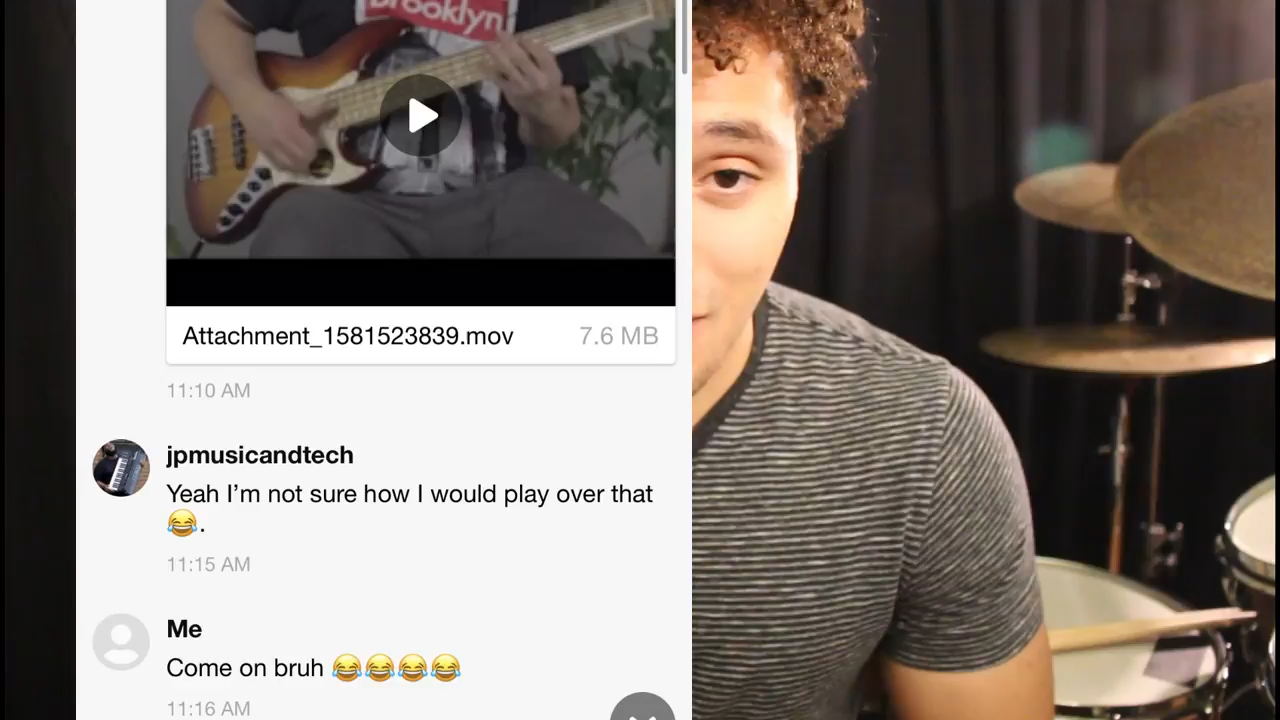 Brooklyn
Attachment_1581523839.mov 7.6 MB
11:10 AM
jpmusicandtech
Yeah I’m not sure how I would play over that
😂.
11:15 AM
Me
Come on bruh 😂😂😂😂
11:16 AM